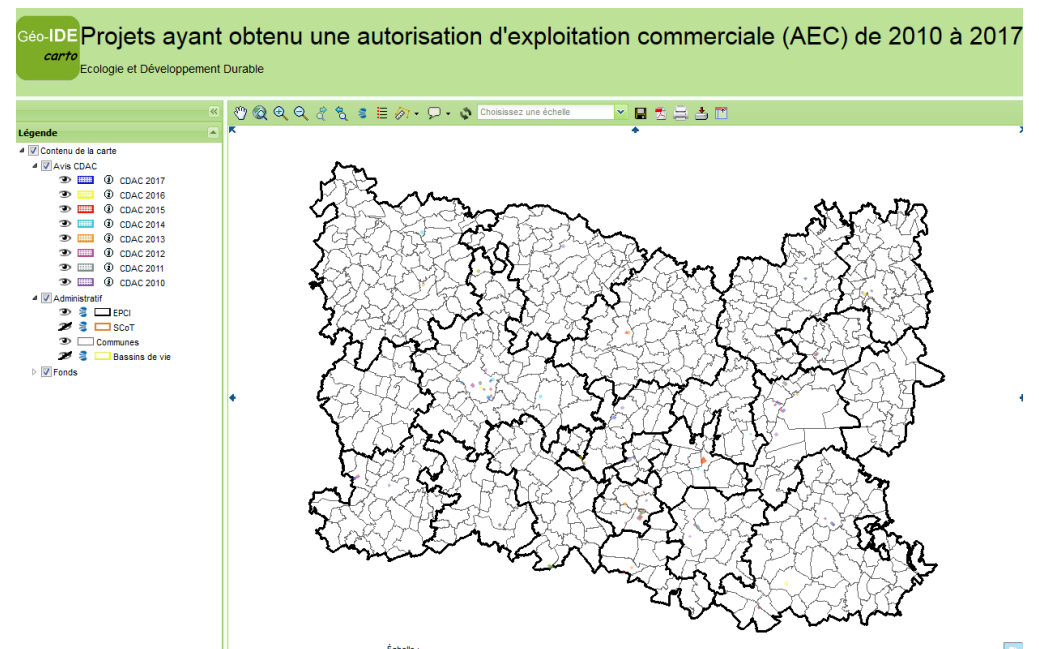 Géo-IDE
carto
Projets ayant obtenu une autorisation d'exploitation commerciale (AEC) de 2010 à 2017
Ecologie et Développement Durable
Choisissez une échelle
Légende
Contenu de la carte
Avis CDAC
CDAC 2017
CDAC 2016
CDAC 2015
CDAC 2014
CDAC 2013
CDAC 2012
CDAC 2011
CDAC 2010
Administratif
EPCI
SCoT
Communes
Bassins de vie
Fonds
Échelle :